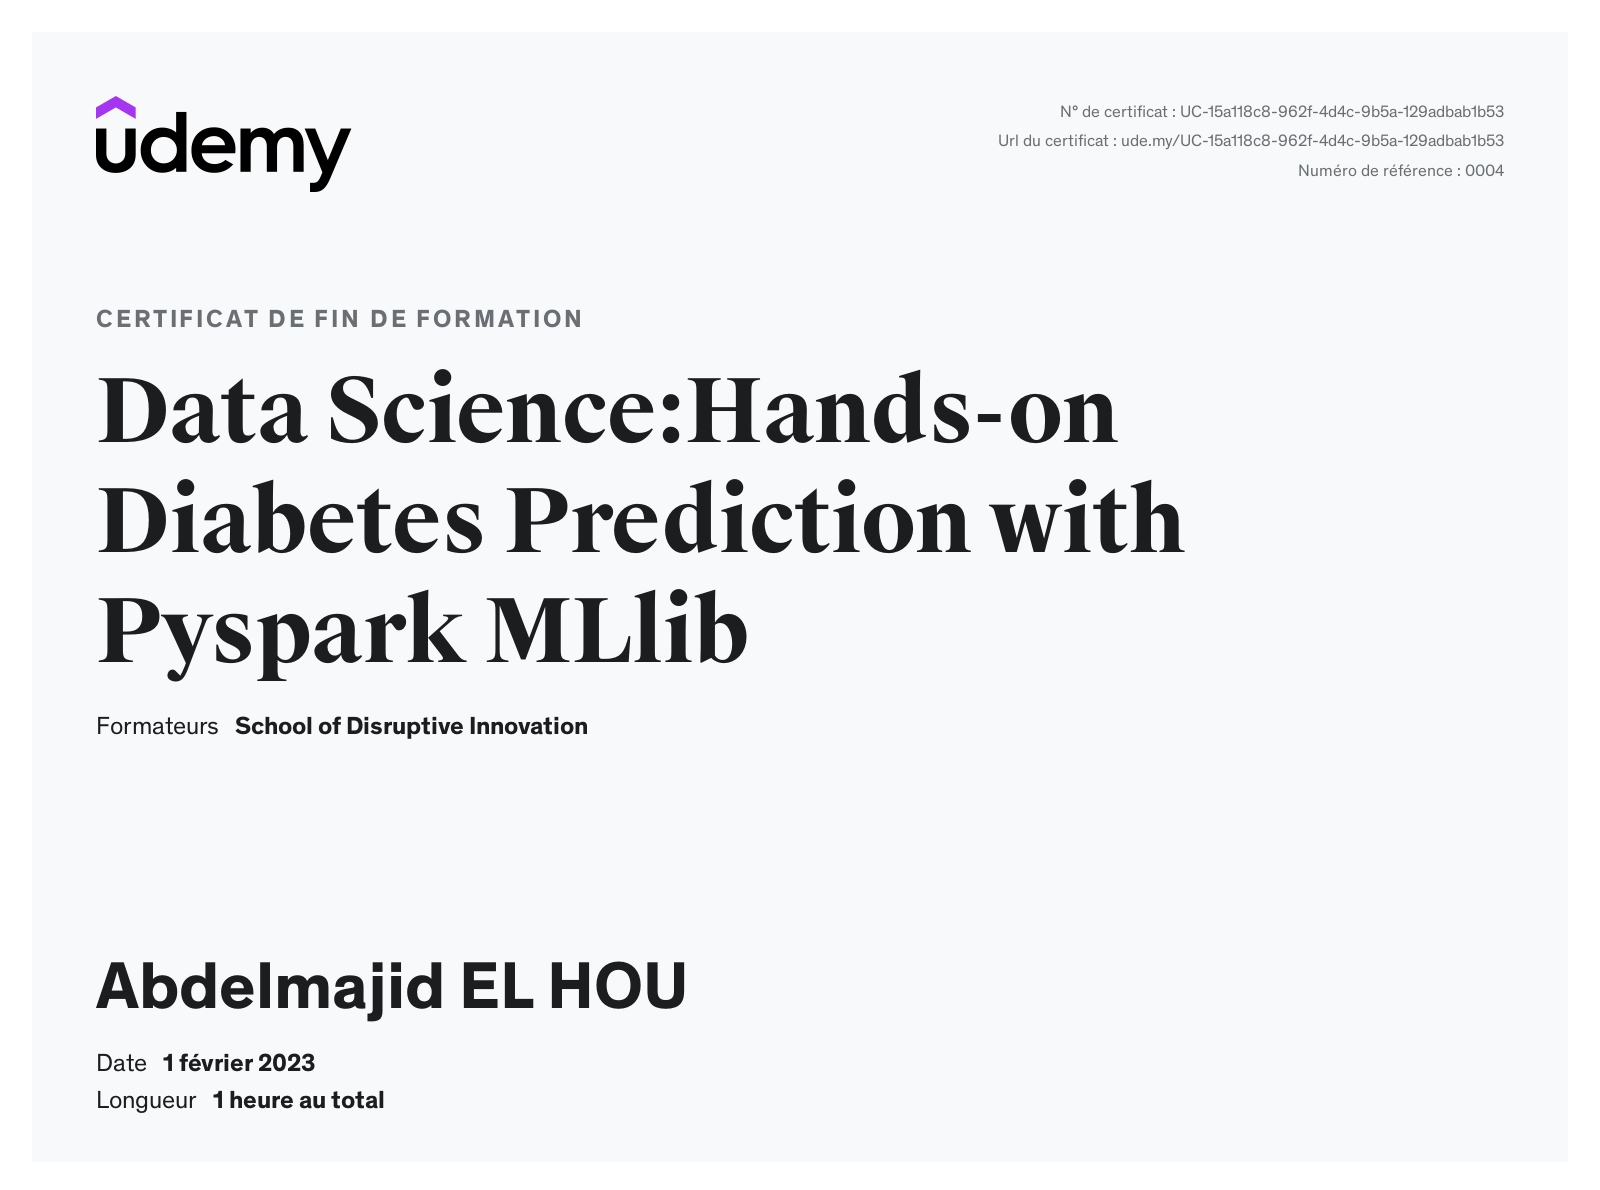 udemy
N° de certificat : UC-15a118c8-962f-4d4c-9b5a-129adbab1b53
Url du certificat : ude.my/UC-15a118c8-962f-4d4c-9b5a-129adbab1b53
Numéro de référence : 0004
CERTIFICAT DE FIN DE FORMATION
Data Science:Hands-on
Diabetes Prediction with
Pyspark MLlib
Formateurs School of Disruptive Innovation
Abdelmajid EL HOU
Date 1 février 2023
Longueur 1 heure au total